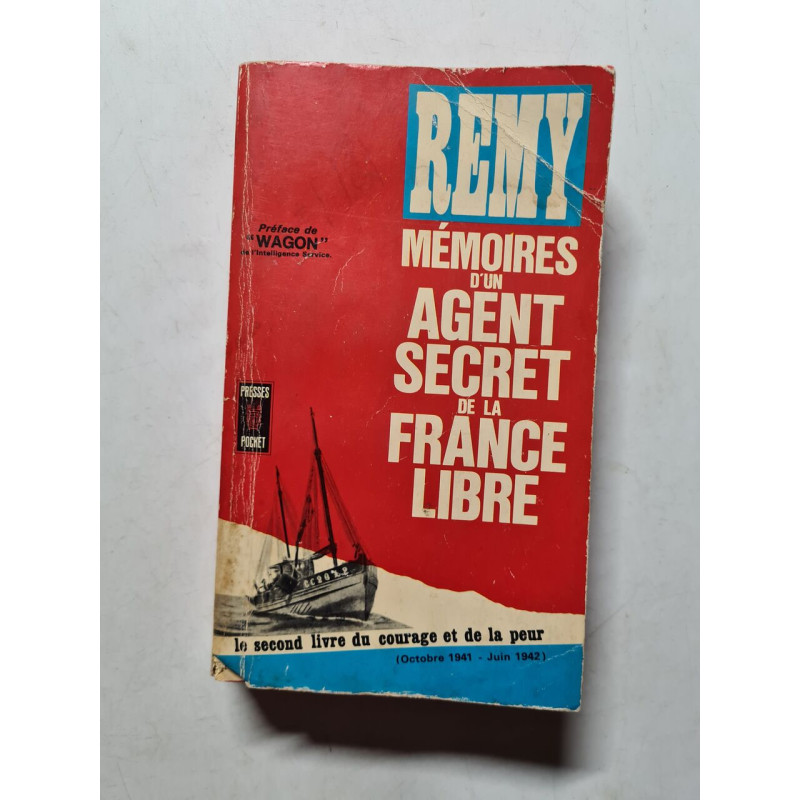 REMY
Préface de
"WAGON"
de l'Intelligence Service.
MÉMOIRES
D'UN
AGENT
SECRET
DE LA
FRANCE
LIBRE
PRESSES
POCKET
le second livre du courage et de la peur
(Octobre 1941 - Juin 1942)